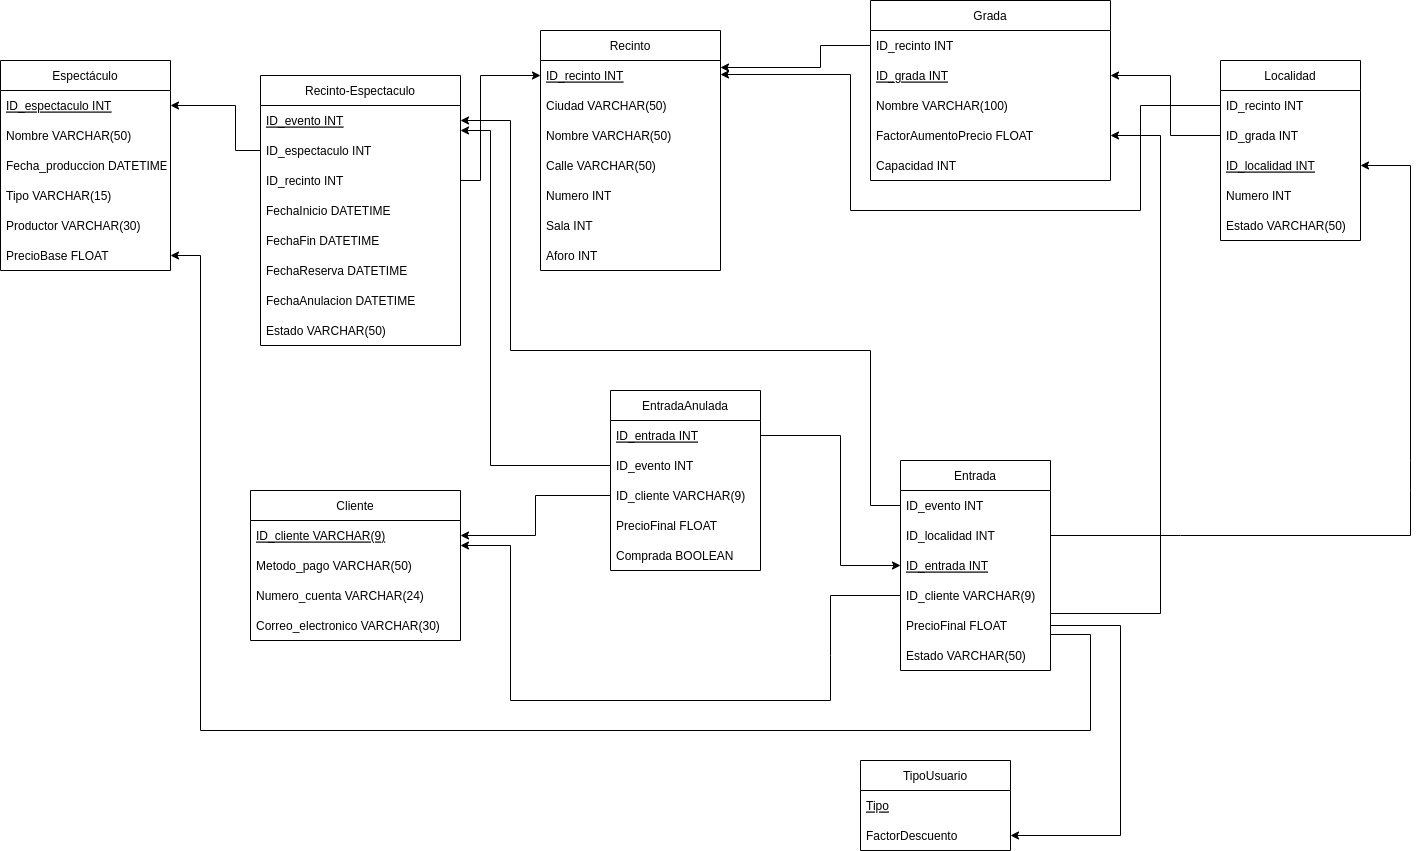 Espectáculo
ID_espectaculo INT
Nombre VARCHAR(50)
Fecha_produccion DATETIME
Tipo VARCHAR(15)
Productor VARCHAR(30)
PrecioBase FLOAT
Recinto-Espectaculo
ID_evento INT
ID_espectaculo INT
ID_recinto INT
FechaInicio DATETIME
FechaFin DATETIME
FechaReserva DATETIME
FechaAnulacion DATETIME
Estado VARCHAR(50)
Recinto
ID_recinto INT
Ciudad VARCHAR(50)
Nombre VARCHAR(50)
Calle VARCHAR(50)
Numero INT
Sala INT
Aforo INT
Grada
ID_recinto INT
ID_grada INT
Nombre VARCHAR(100)
FactorAumentoPrecio FLOAT
Capacidad INT
Localidad
ID_recinto INT
ID_grada INT
ID_localidad INT
Numero INT
Estado VARCHAR(50)
EntradaAnulada
ID_entrada INT
ID_evento INT
ID_cliente VARCHAR(9)
PrecioFinal FLOAT
Comprada BOOLEAN
Cliente
ID_cliente VARCHAR(9)
Metodo_pago VARCHAR(50)
Numero_cuenta VARCHAR(24)
Correo_electronico VARCHAR(30)
Entrada
ID_evento INT
ID_localidad INT
ID_entrada INT
ID_cliente VARCHAR(9)
PrecioFinal FLOAT
Estado VARCHAR(50)
TipoUsuario
Tipo
FactorDescuento